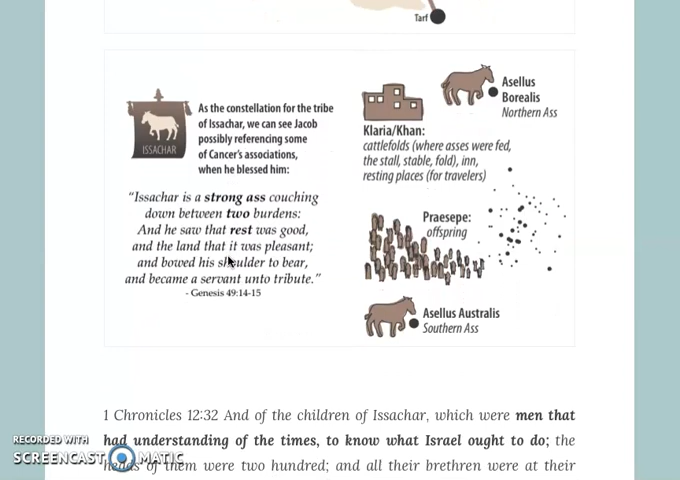 Tarf
ISSACHAR
As the constellation for the tribe
of Issachar, we can see Jacob
possibly referencing some
of Cancer's associations,
when he blessed him:
"Issachar is a strong ass couching
down between two burdens:
And he saw that rest was good,
and the land that it was pleasant;
and bowed his shoulder to bear,
and became a servant unto tribute."
- Genesis 49:14-15
Asellus
Borealis
Northern Ass
Klaria/Khan:
cattlefolds (where asses were fed,
the stall, stable, fold), inn,
resting places (for travelers)
Praesepe:
offspring
Asellus Australis
Southern Ass
1 Chronicles 12:32 And of the children of Issachar, which were men that
had understanding of the times, to know what Israel ought to do; the
heads of them were two hundred; and all their brethren were at their
RECORDED WITH
SCREENCAST MATIC